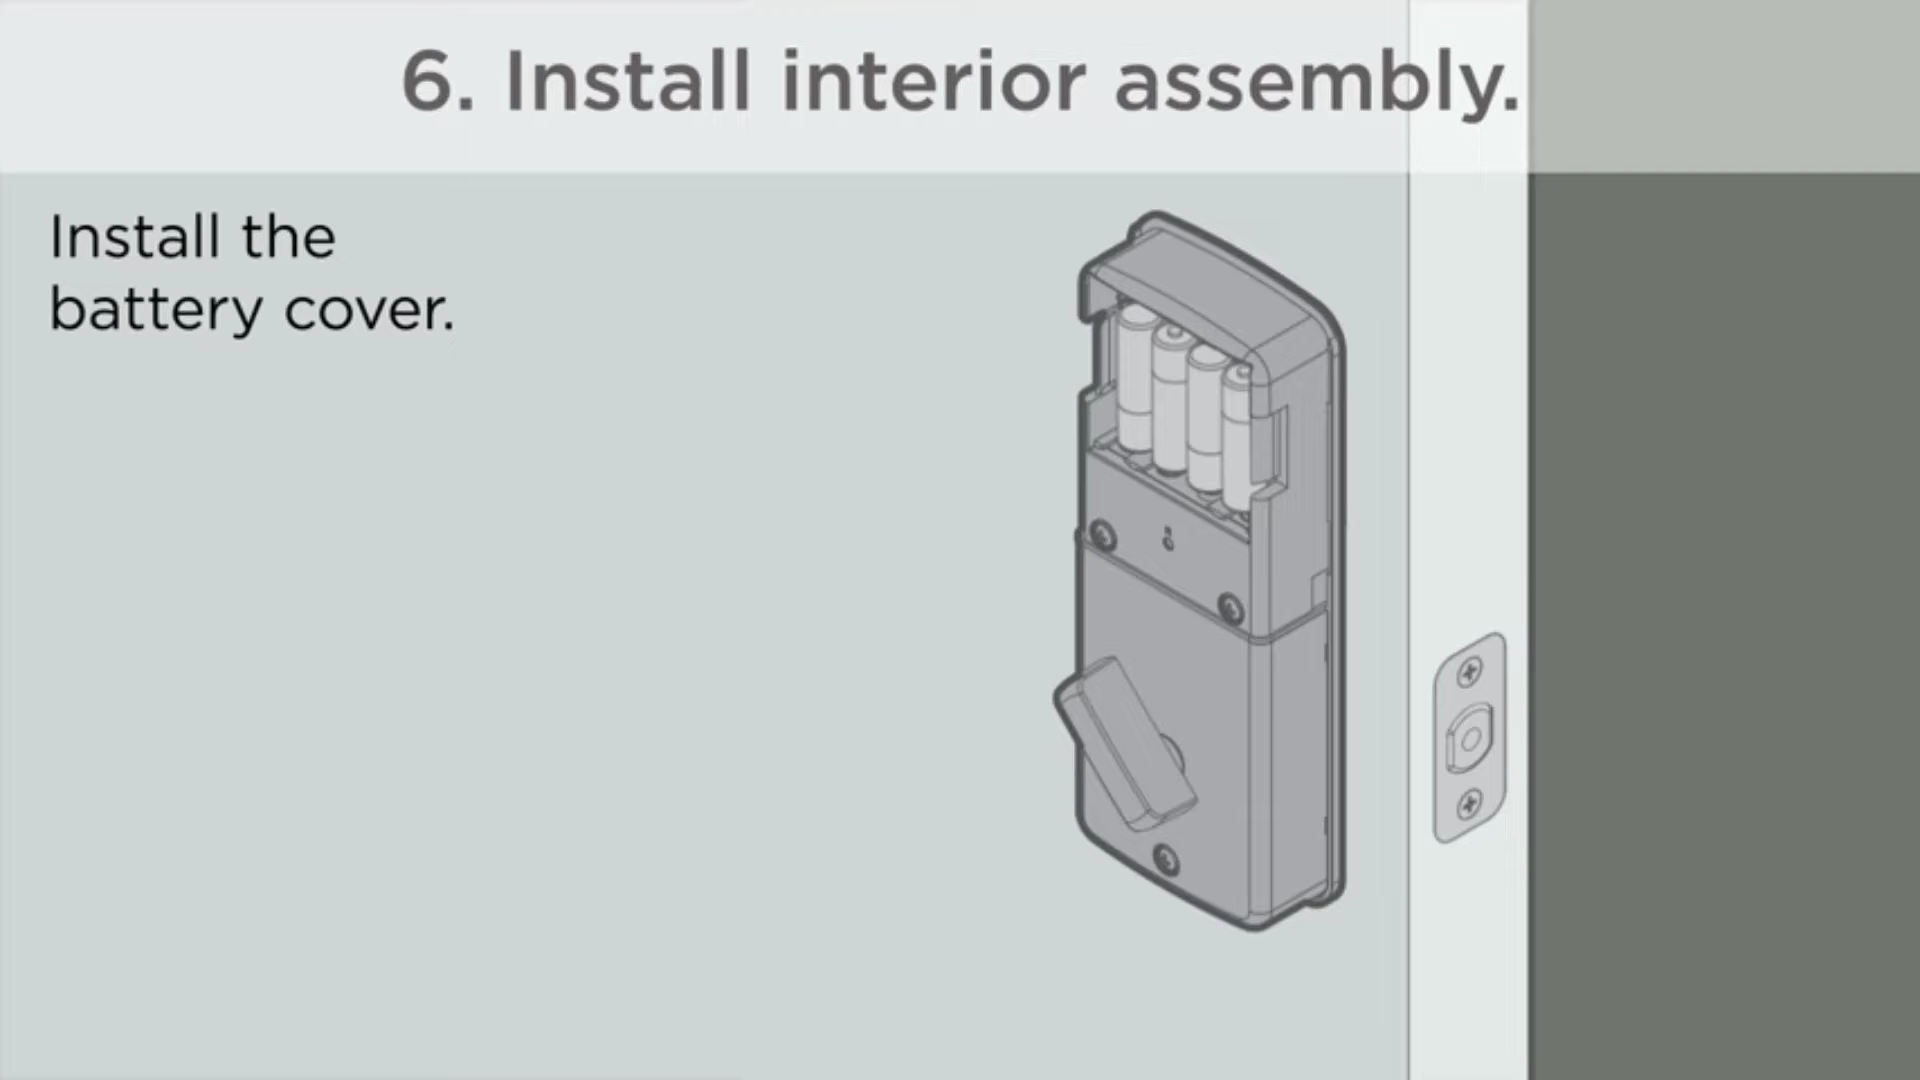 6. Install interior assembly.
Install the
battery cover.